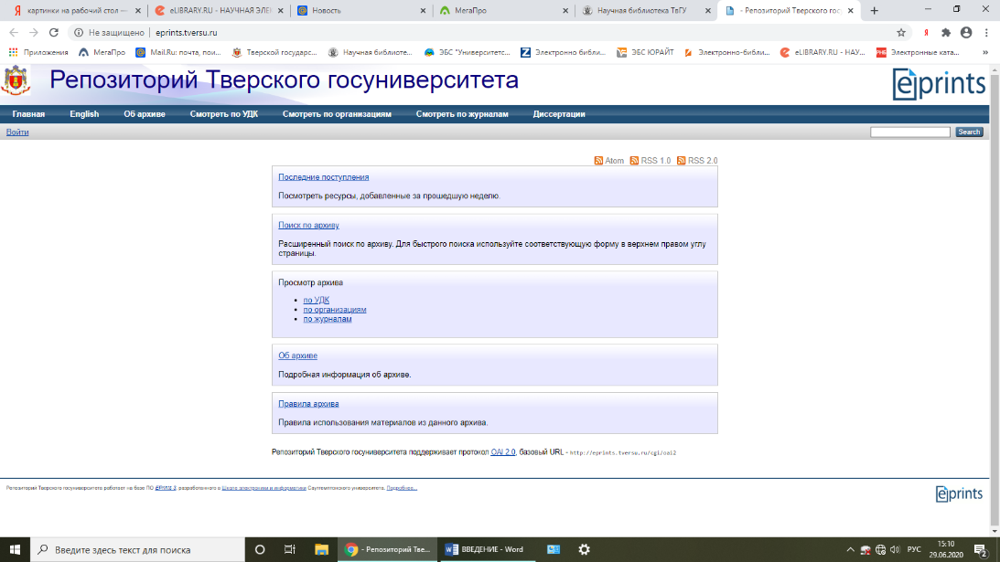 картинки на рабочий стол —
eLIBRARY.RU - НАУЧНАЯ ЭЛЕ
Новость
МегаПро
Научная библиотека ТвГУ
- Репозиторий Тверского гос
Не защищено | eprints.tversu.ru
Приложения
МегаПро
Mail.Ru: почта, пои...
Тверской государс...
Научная библиоте...
ЭБС "Университетс...
Электронно библи...
ЭБС ЮРАЙТ
Электронно-библи...
eLIBRARY.RU - НАУ...
Электронные ката...
»
Репозиторий Тверского госуниверситета
eprints
Главная
English
Об архиве
Смотреть по УДК
Смотреть по организациям
Смотреть по журналам
Диссертации
Войти
Search
Atom
RSS 1.0
RSS 2.0
Последние поступления
Посмотреть ресурсы, добавленные за прошедшую неделю.
Поиск по архиву
Расширенный поиск по архиву. Для быстрого поиска используйте соответствующую форму в верхнем правом углу
страницы.
Просмотр архива
• по УДК
• по организациям
• по журналам
Об архиве
Подробная информация об архиве.
Правила архива
Правила использования материалов из данного архива.
Репозиторий Тверского госуниверситета поддерживает протокол OAI 2.0, базовый URL - http://eprints.tversu.ru/cgi/oai2
Репозиторий Тверского госуниверситета работает на базе ПО EPrints 3, разработанного в Школе электроники и информатики Саутгемптонского университета. Подробнее...
eprints
Введите здесь текст для поиска
- Репозиторий Тве...
ВВЕДЕНИЕ - Word
РУС
15:10
29.06.2020
2